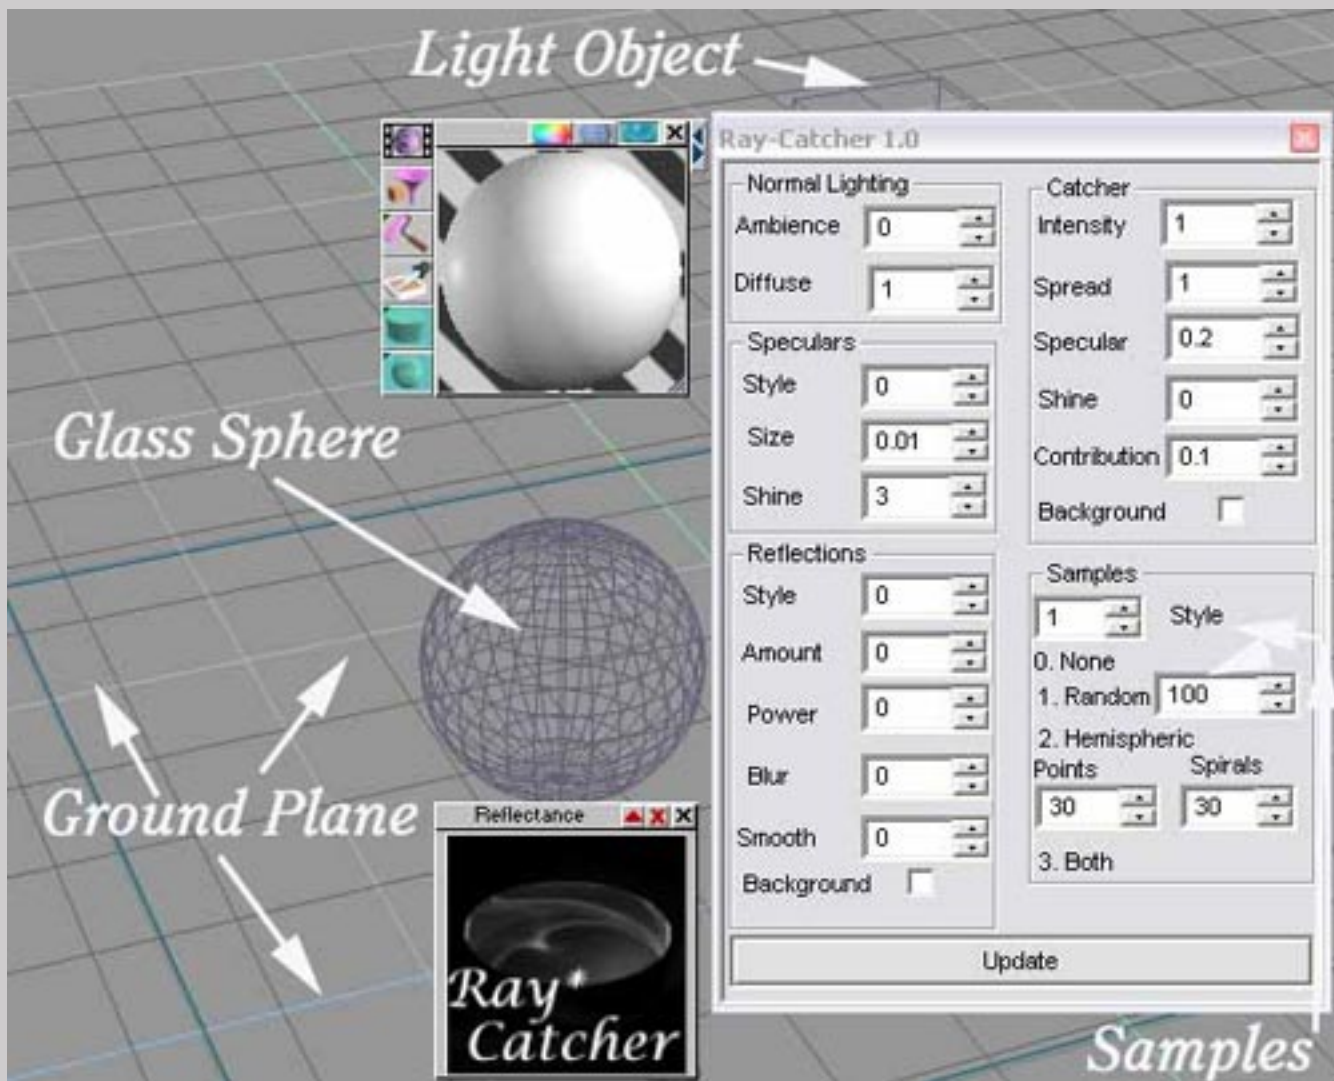 Light Object
Ray-Catcher 1.0
Normal Lighting
Ambience 0
Diffuse 1
Speculars
Style 0
Size 0.01
Shine 3
Reflections
Style 0
Amount 0
Power 0
Blur 0
Smooth 0
Background
Catcher
Intensity 1
Spread 1
Specular 0.2
Shine 0
Contribution 0.1
Background
Samples
1 Style
0. None
1. Random 100
2. Hemispheric
Points Spirals
30 30
3. Both
Update
Glass Sphere
Ground Plane
Reflectance
Ray*
Catcher
Samples